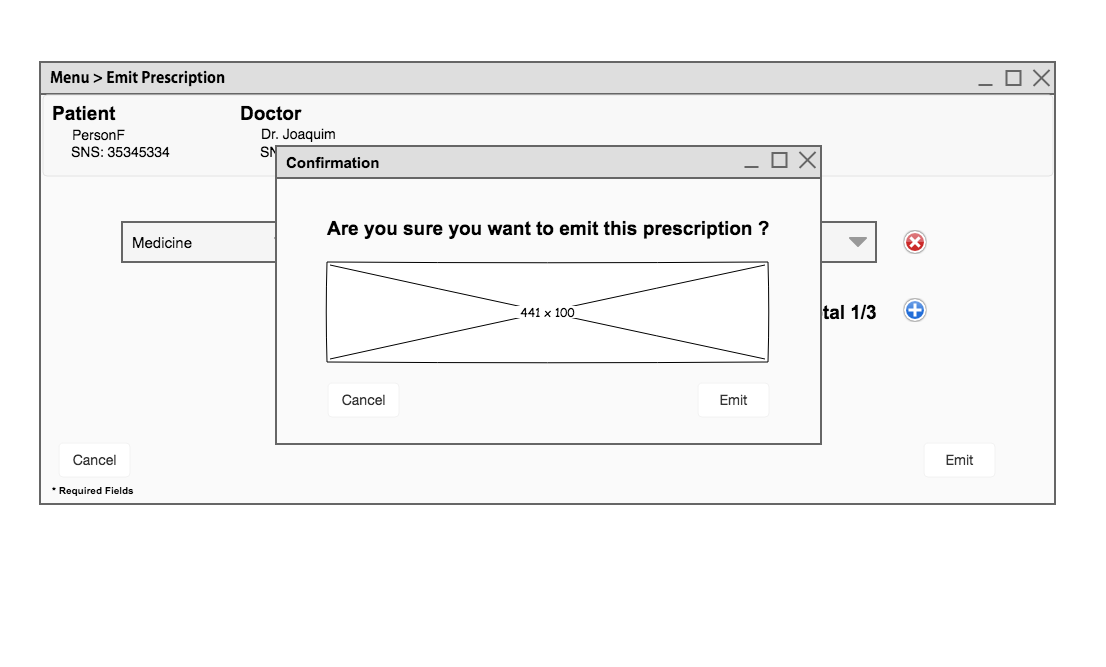 Menu > Emit Prescription
Patient
Doctor
PersonF
Dr. Joaquim
SNS: 35345334
Confirmation
Are you sure you want to emit this prescription ?
Medicine
441 x 100
tal 1/3
Cancel
Emit
Cancel
Emit
* Required Fields